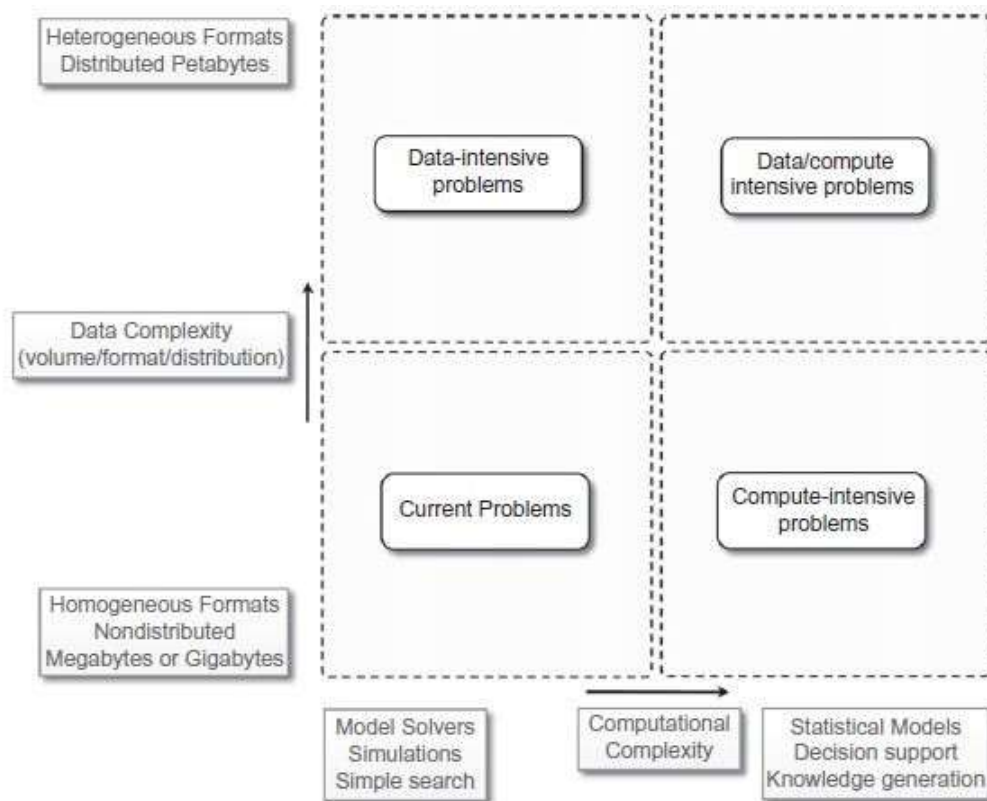 Heterogeneous Formats
Distributed Petabytes
Data-intensive
problems
Data/compute
intensive problems
Data Complexity
(volume/format/distribution)
Current Problems
Compute-intensive
problems
Homogeneous Formats
Nondistributed
Megabytes or Gigabytes
Model Solvers
Simulations
Simple search
Computational
Complexity
Statistical Models
Decision support
Knowledge generation